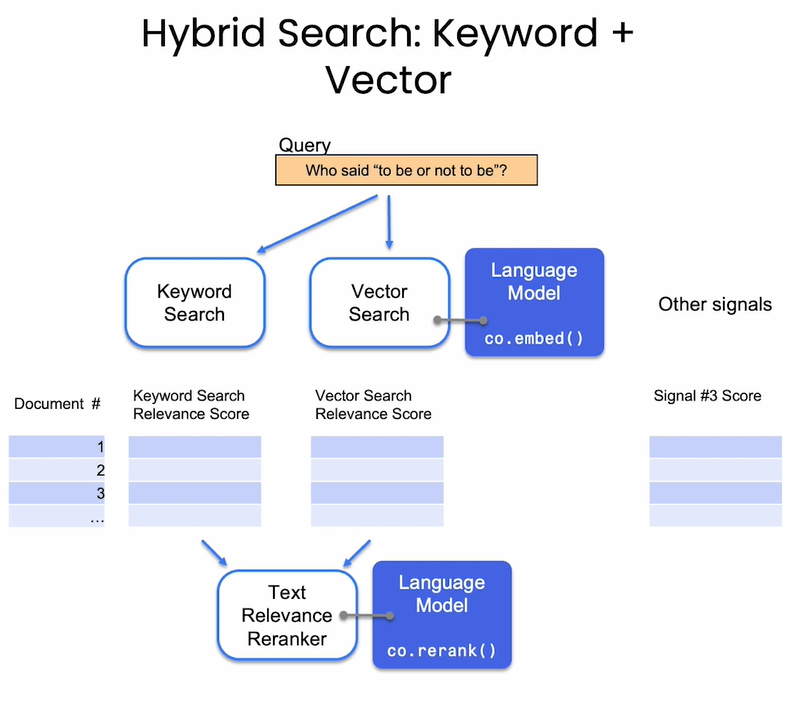 Hybrid Search: Keyword +
Vector
Query
Who said “to be or not to be”?
Keyword
Search
Vector
Search
Language
Model
co.embed()
Other signals
Document #
Keyword Search
Relevance Score
Vector Search
Relevance Score
Signal #3 Score
1
2
3
...
Text
Relevance
Reranker
Language
Model
co.rerank()